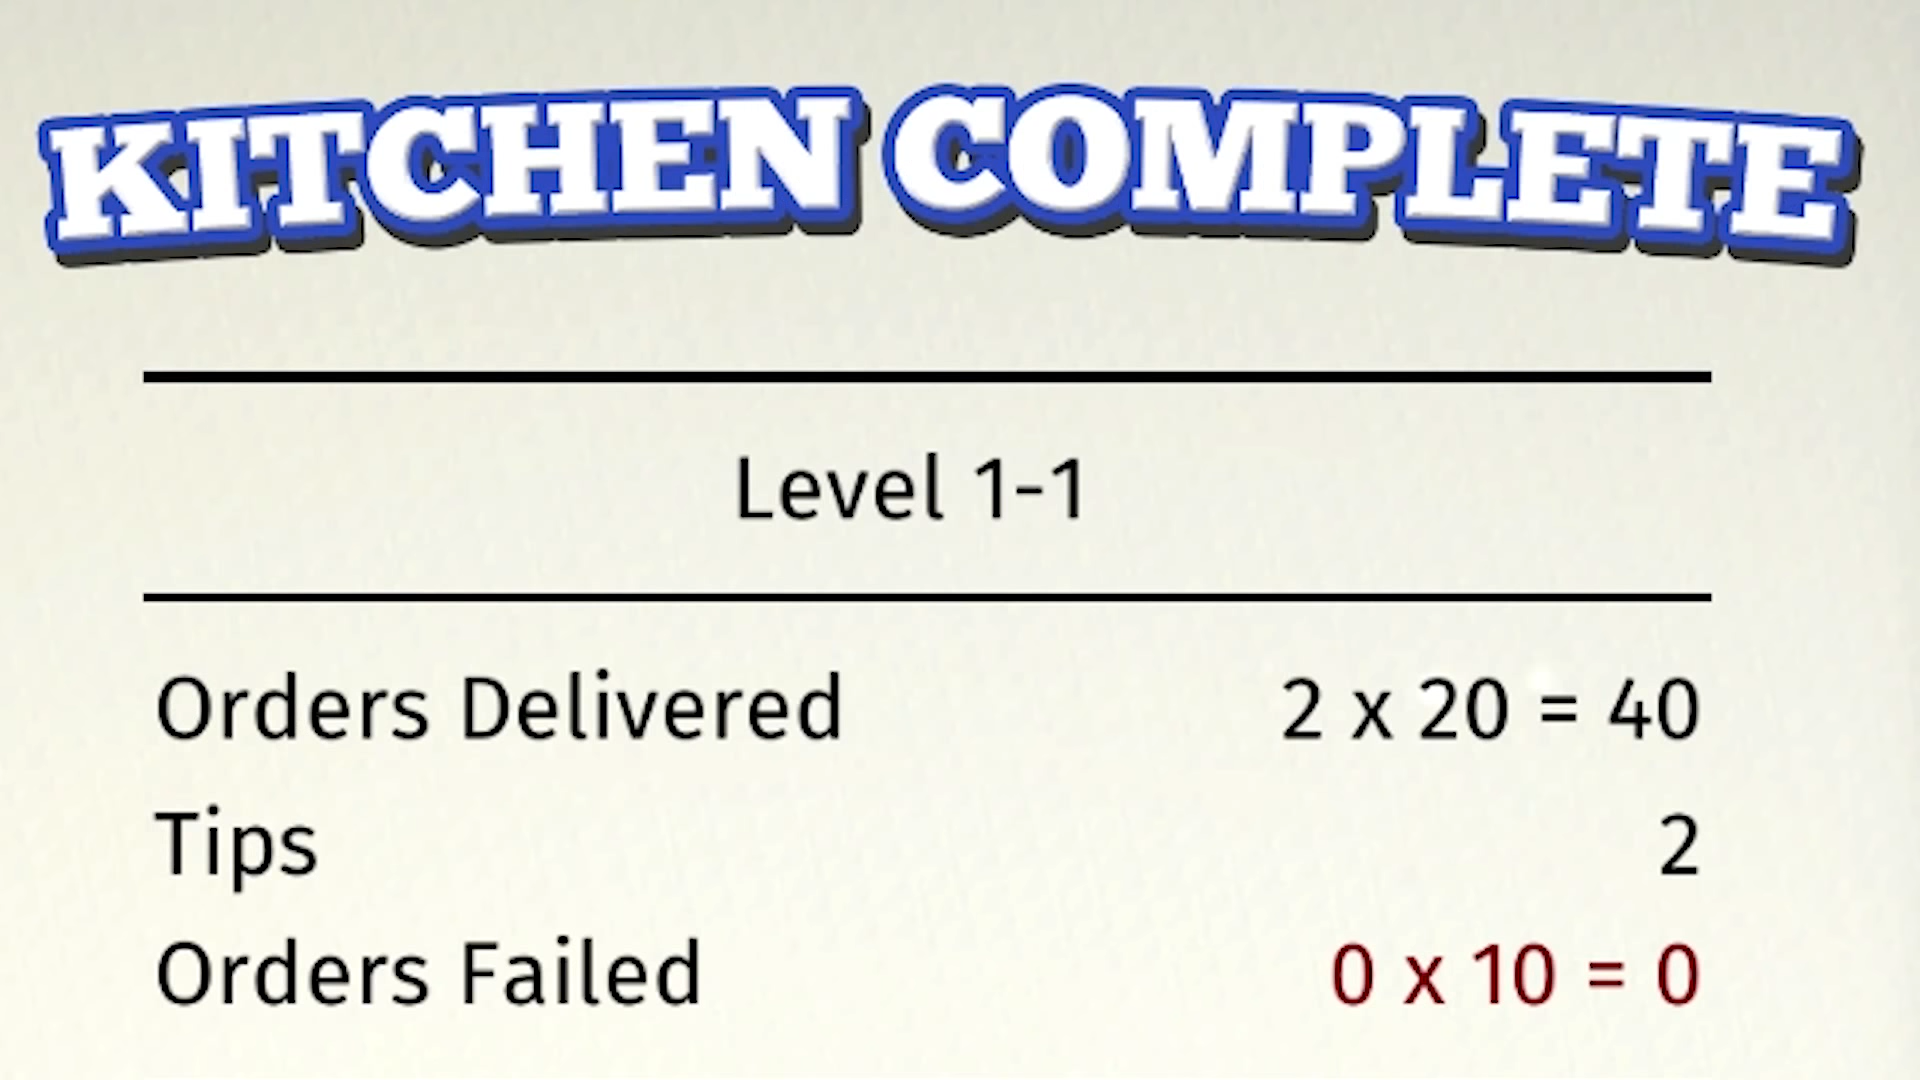 KITCHEN COMPLETE
Level 1-1
Orders Delivered 2 x 20 = 40
Tips 2
Orders Failed 0 x 10 = 0